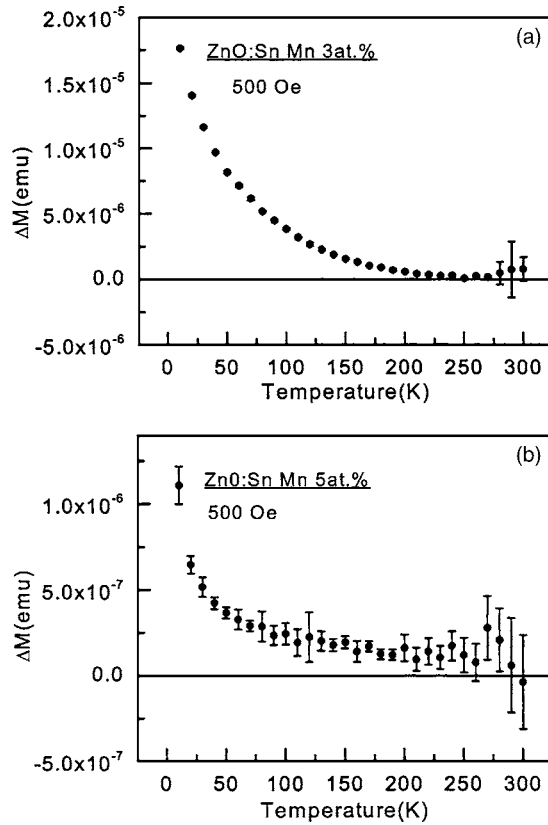 (a)
2.0x10⁻⁵
ZnO:Sn Mn 3at.%
500 Oe
1.5x10⁻⁵
1.0x10⁻⁵
5.0x10⁻⁶
0.0
-5.0x10⁻⁶
ΔM(emu)
0 50 100 150 200 250 300
Temperature(K)
(b)
Zn0:Sn Mn 5at.%
500 Oe
1.0x10⁻⁶
5.0x10⁻⁷
0.0
-5.0x10⁻⁷
ΔM(emu)
0 50 100 150 200 250 300
Temperature(K)